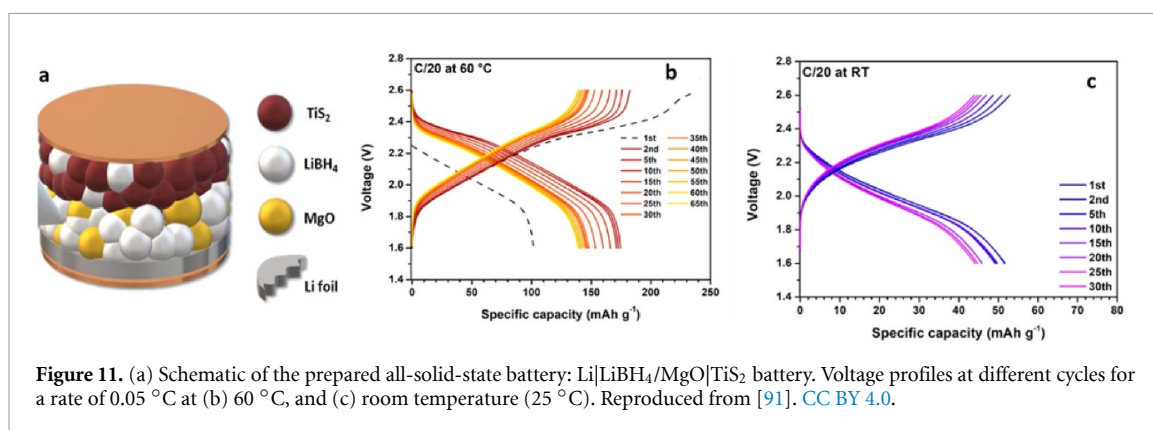 a
TiS2
LiBH4
MgO
Li foil
C/20 at 60 °C
b
Voltage (V)
2.8
2.6
2.4
2.2
2.0
1.8
1.6
1.4
1st
2nd
5th
10th
15th
20th
25th
30th
35th
40th
45th
50th
55th
60th
65th
0 50 100 150 200 250
Specific capacity (mAh g-1)
C/20 at RT
c
Voltage (V)
2.8
2.6
2.4
2.2
2.0
1.8
1.6
1.4
1st
2nd
5th
10th
15th
20th
25th
30th
0 10 20 30 40 50 60 70 80
Specific capacity (mAh g-1)
Figure 11. (a) Schematic of the prepared all-solid-state battery: Li|LiBH4/MgO|TiS2 battery. Voltage profiles at different cycles for
a rate of 0.05 °C at (b) 60 °C, and (c) room temperature (25 °C). Reproduced from [91]. CC BY 4.0.